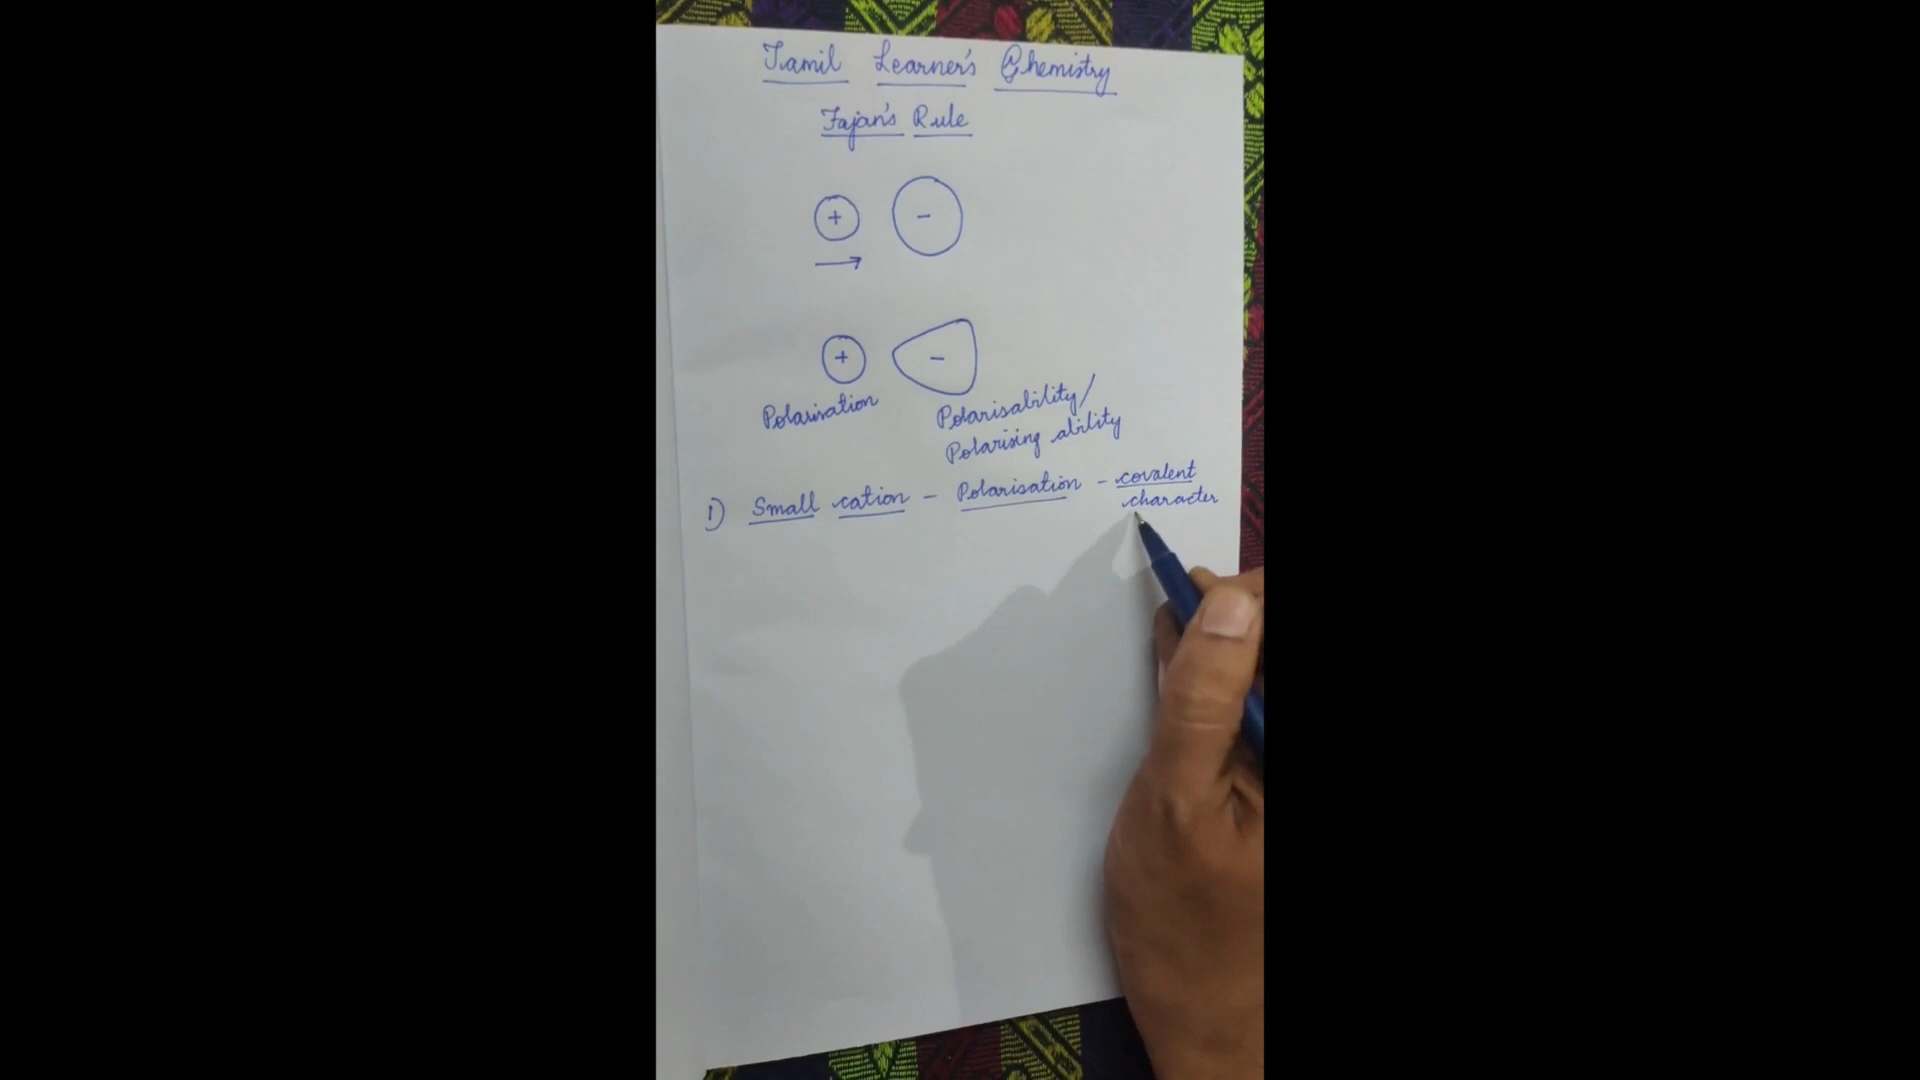 Tamil Learner's Chemistry
Fajan's Rule
+ -
+ -
Polarisation
Polarisability/
Polarising ability
1) Small cation - Polarisation - covalent
character